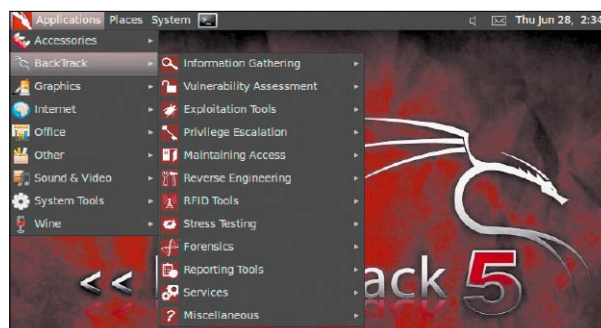 Applications Places System Thu Jun 28, 2:34
Accessories
BackTrack
Graphics
Internet
Office
Other
Sound & Video
System Tools
Wine
Information Gathering
Vulnerability Assessment
Exploitation Tools
Privilege Escalation
Maintaining Access
Reverse Engineering
RFID Tools
Stress Testing
Forensics
Reporting Tools
Services
Miscellaneous
<< ack 5